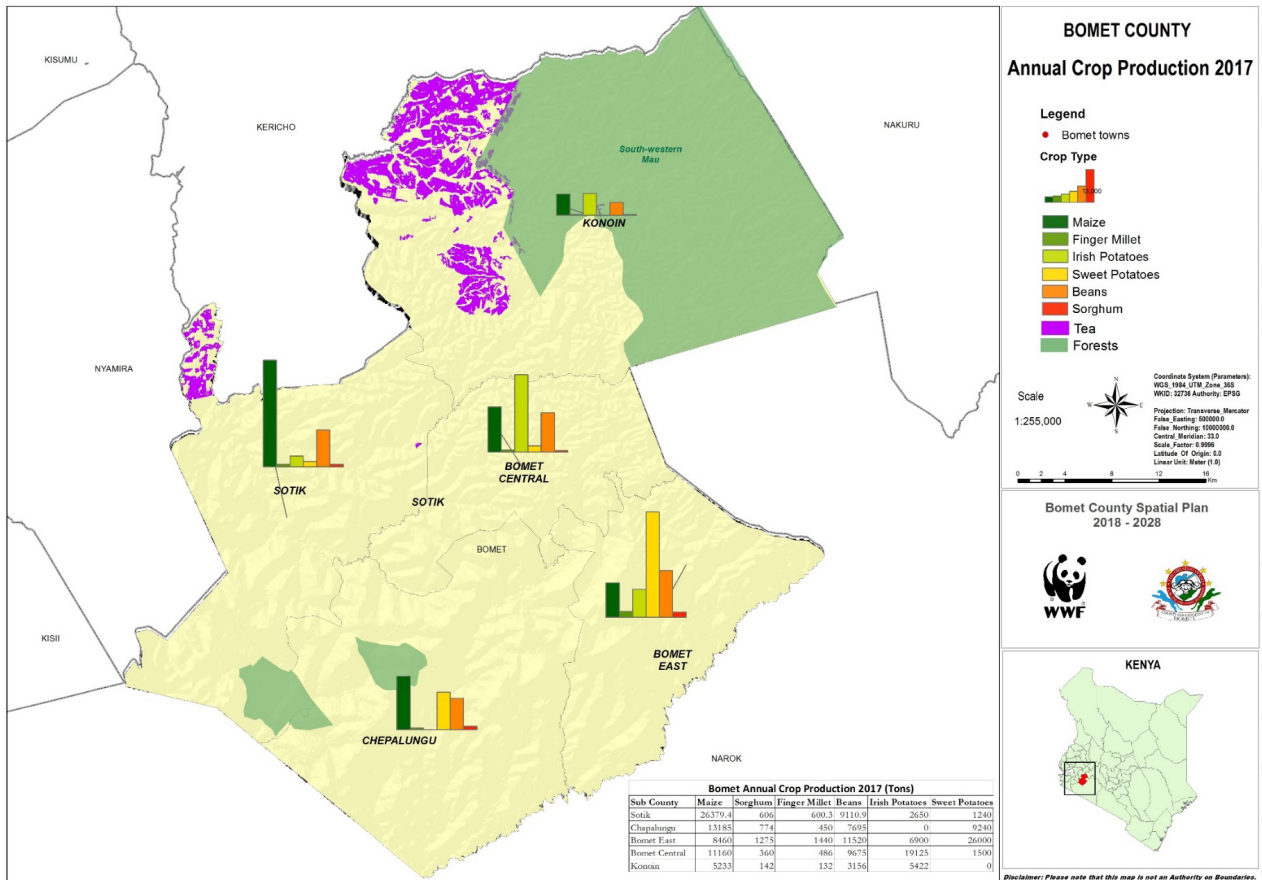 KISUMU
KERICHO
NAKURU
South-western
Mau
KONOIN
NYAMIRA
SOTIK
BOMET
CENTRAL
SOTIK
BOMET
KISII
BOMET
EAST
CHEPALUNGU
NAROK
Bomet Annual Crop Production 2017 (Tons)
Sub County Maize Sorghum Finger Millet Beans Irish Potatoes Sweet Potatoes
Sotik 26379.4 606 600.3 9110.9 2650 1240
Chapalungu 13185 774 450 7695 0 9240
Bomet East 8460 1275 1440 11520 6900 26000
Bomet Central 11160 360 486 9675 19125 1500
Konoin 5233 142 132 3156 5422 0
BOMET COUNTY
Annual Crop Production 2017
Legend
Bomet towns
Crop Type
Maize
Finger Millet
Irish Potatoes
Sweet Potatoes
Beans
Sorghum
Tea
Forests
Scale
1:255,000
N
W E
S
Coordinate System (Parameters):
WGS_1984_UTM_Zone_36S
WKID: 32736 Authority: EPSG
Projection: Transverse_Mercator
False_Easting: 500000.0
False_Northing: 10000000.0
Central_Meridian: 33.0
Scale_Factor: 0.9996
Latitude Of Origin: 0.0
Linear Unit: Meter (1.0)
0 2 4 8 12 16
Km
Bomet County Spatial Plan
2018 - 2028
WWF
KENYA
Disclaimer: Please note that this map is not an Authority on Boundaries.